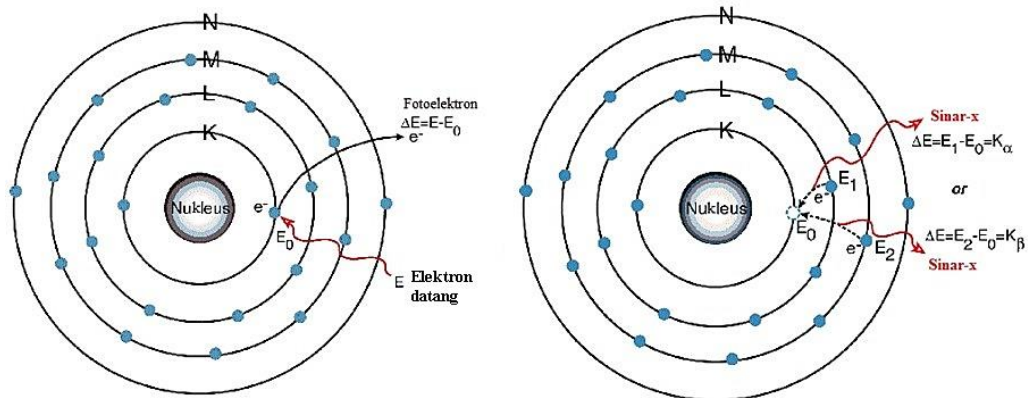 N
M
L
K
Fotoelektron
ΔE=E-E₀
e⁻
Nukleus
e⁻
E₀
E
Elektron
datang
N
M
L
K
Sinar-x
ΔE=E₁-E₀=Kα
E₁
e⁻
or
Nukleus
E₀
ΔE=E₂-E₀=Kβ
e⁻
E₂
Sinar-x